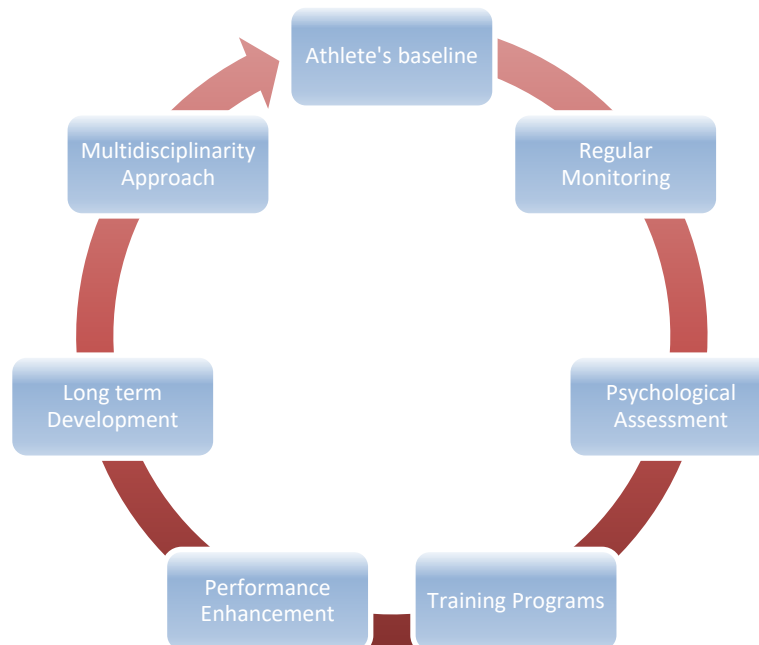 Athlete's baseline
Regular
Monitoring
Psychological
Assessment
Training Programs
Performance
Enhancement
Long term
Development
Multidisciplinarity
Approach